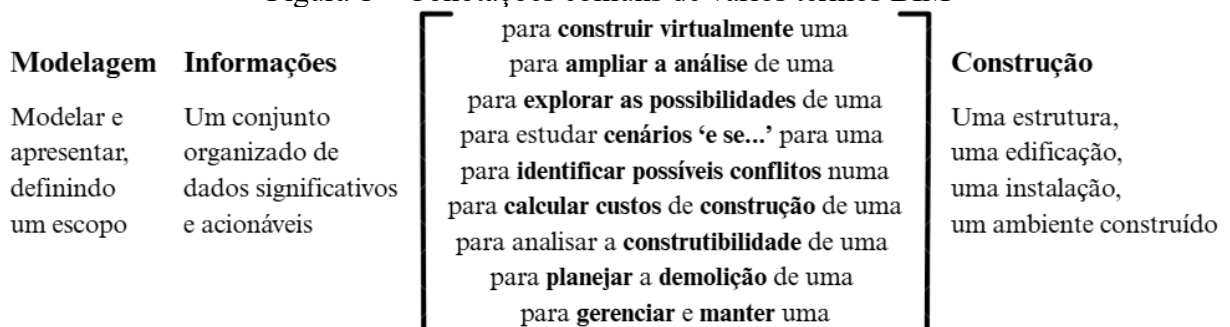 Modelagem
Modelar e
apresentar,
definindo
um escopo
Informações
Um conjunto
organizado de
dados significativos
e acionáveis
para construir virtualmente uma
para ampliar a análise de uma
para explorar as possibilidades de uma
para estudar cenários ‘e se...’ para uma
para identificar possíveis conflitos numa
para calcular custos de construção de uma
para analisar a construtibilidade de uma
para planejar a demolição de uma
para gerenciar e manter uma
Construção
Uma estrutura,
uma edificação,
uma instalação,
um ambiente construído